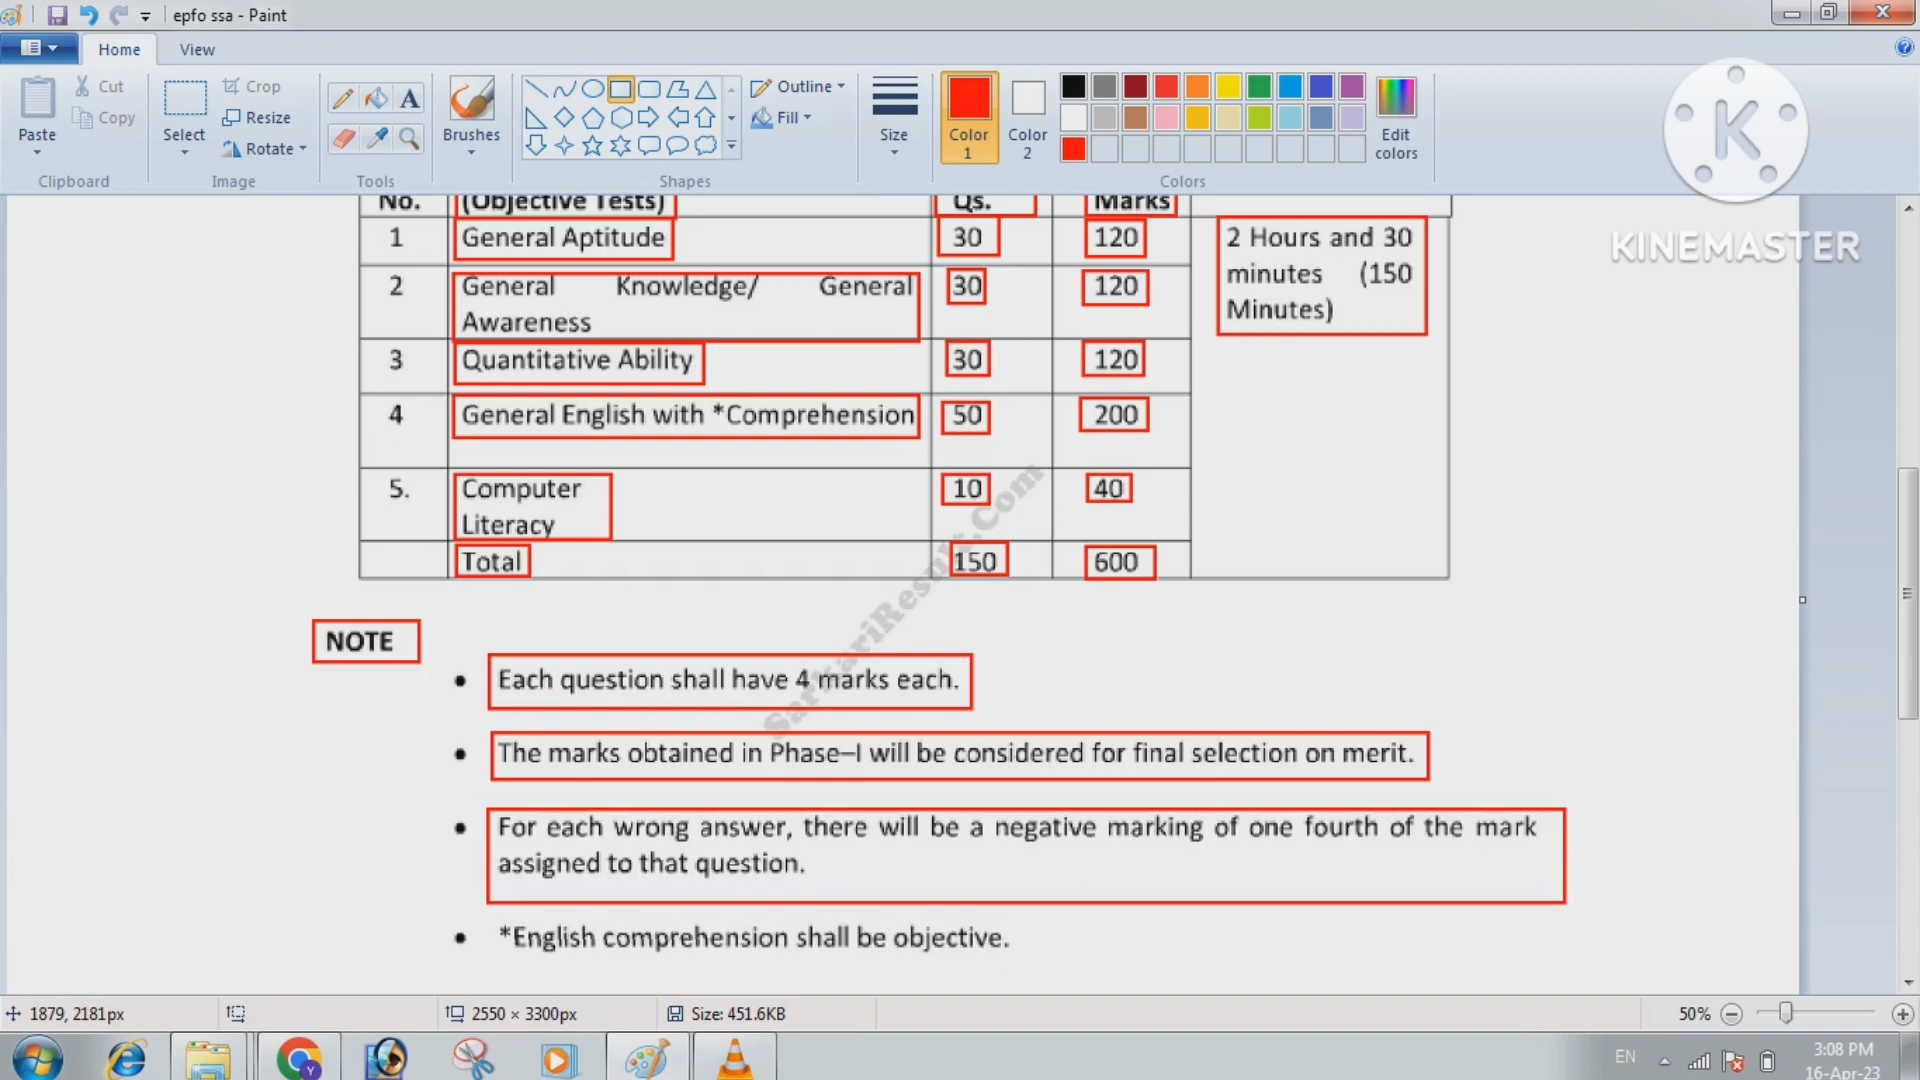 epfo ssa - Paint
Home View
Paste Cut Copy Clipboard
Select Crop Resize Rotate Image
Tools
Brushes
Shapes
Outline Fill
Size
Color 1
Color 2
Edit colors
Colors
K
KINEMASTER
No. (Objective Tests) Qs. Marks
1 General Aptitude 30 120 2 Hours and 30 minutes (150 Minutes)
2 General Knowledge/ General Awareness 30 120
3 Quantitative Ability 30 120
4 General English with *Comprehension 50 200
5. Computer Literacy 10 40
Total 150 600
SarkariResult.Com
NOTE
• Each question shall have 4 marks each.
• The marks obtained in Phase–I will be considered for final selection on merit.
• For each wrong answer, there will be a negative marking of one fourth of the mark
assigned to that question.
• *English comprehension shall be objective.
1879, 2181px 2550 × 3300px Size: 451.6KB 50%
Y
EN 3:08 PM
16-Apr-23